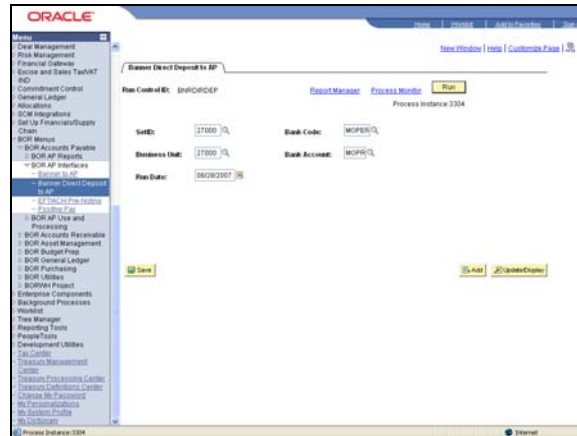 ORACLE
Home | Worklist | Add to Favorites | Sign
Menu
Deal Management
Risk Management
Financial Gateway
Excise and Sales Tax/VAT
IND
Commitment Control
General Ledger
Allocations
SCM Integrations
Set Up Financials/Supply
Chain
BOR Menus
BOR Accounts Payable
BOR AP Reports
BOR AP Interfaces
Banner to AP
Banner Direct Deposit
to AP
EFT/ACH Pre-Noting
Positive Pay
BOR AP Use and
Processing
BOR Accounts Receivable
BOR Asset Management
BOR Budget Prep
BOR General Ledger
BOR Purchasing
BOR Utilities
BORWH Project
Enterprise Components
Background Processes
Worklist
Tree Manager
Reporting Tools
PeopleTools
Development Utilities
Tax Center
Treasury Management
Center
Treasury Processing Center
Treasury Definitions Center
Change My Password
My Personalizations
My System Profile
My Dictionary
New Window | Help | Customize Page |
Banner Direct Deposit to AP
Run Control ID: BNRDIRDEP Report Manager Process Monitor Run
Process Instance:3304
SetID: 27000 Bank Code: MOPER
Business Unit: 27000 Bank Account: MOPR
Run Date: 06/28/2007
Save Add Update/Display
Process Instance:3304 Internet